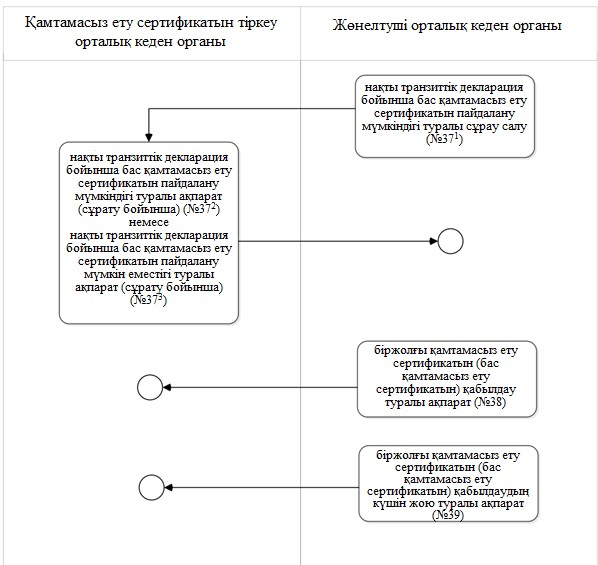 Қамтамасыз ету сертификатын тіркеу
орталық кеден органы
Жөнелтуші орталық кеден органы
нақты транзиттік декларация
бойынша бас қамтамасыз ету
сертификатын пайдалану
мүмкіндігі туралы сұрау салу
(№37¹)
нақты транзиттік декларация
бойынша бас қамтамасыз ету
сертификатын пайдалану
мүмкіндігі туралы ақпарат
(сұрату бойынша) (№37²)
немесе
нақты транзиттік декларация
бойынша бас қамтамасыз ету
сертификатын пайдалану
мүмкін еместігі туралы
ақпарат (сұрату бойынша)
(№37³)
біржолғы қамтамасыз ету
сертификатын (бас
қамтамасыз ету
сертификатын) қабылдау
туралы ақпарат (№38)
біржолғы қамтамасыз ету
сертификатын (бас
қамтамасыз ету
сертификатын) қабылдаудың
күшін жою туралы ақпарат
(№39)